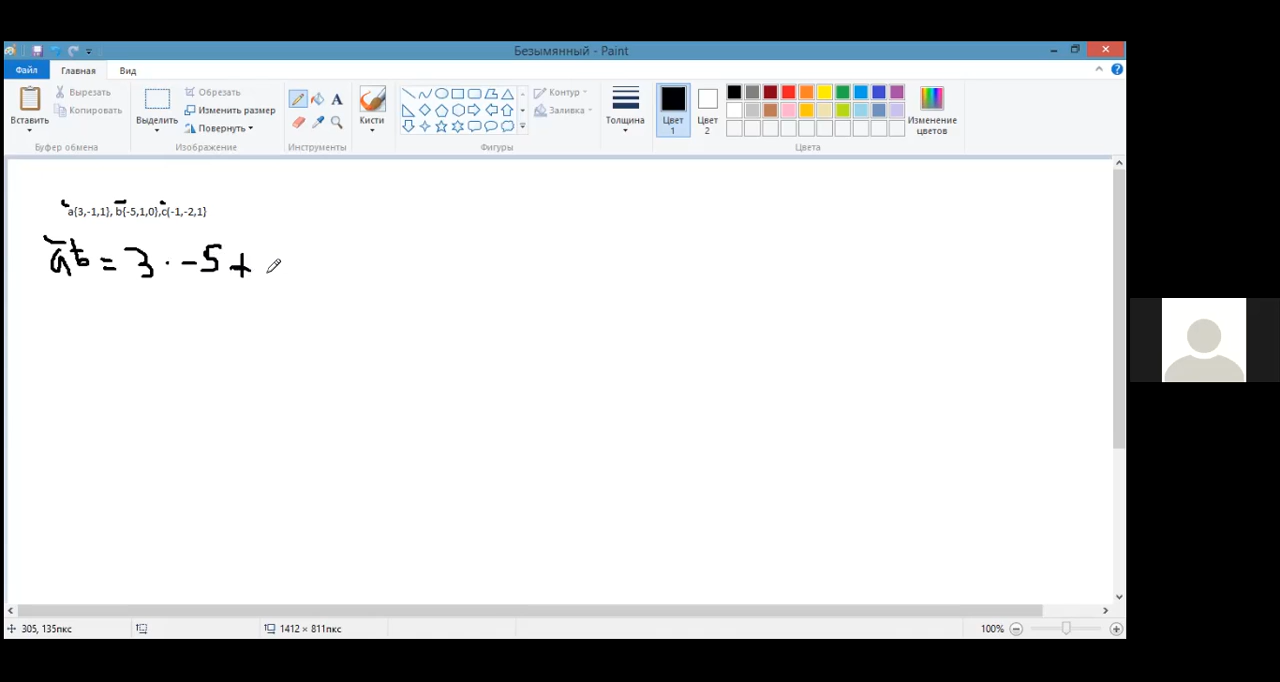 Безымянный - Paint
Файл Главная Вид
Вставить
Вырезать
Копировать
Буфер обмена
Выделить
Обрезать
Изменить размер
Повернуть
Изображение
A
Инструменты
Кисти
Контур
Заливка
Фигуры
Толщина
Цвет 1
Цвет 2
Изменение цветов
Цвета
a{3,-1,1}, b{-5,1,0},c{-1,-2,1}
ab = 3 · -5 +
305, 135пкс
1412 × 811пкс
100%